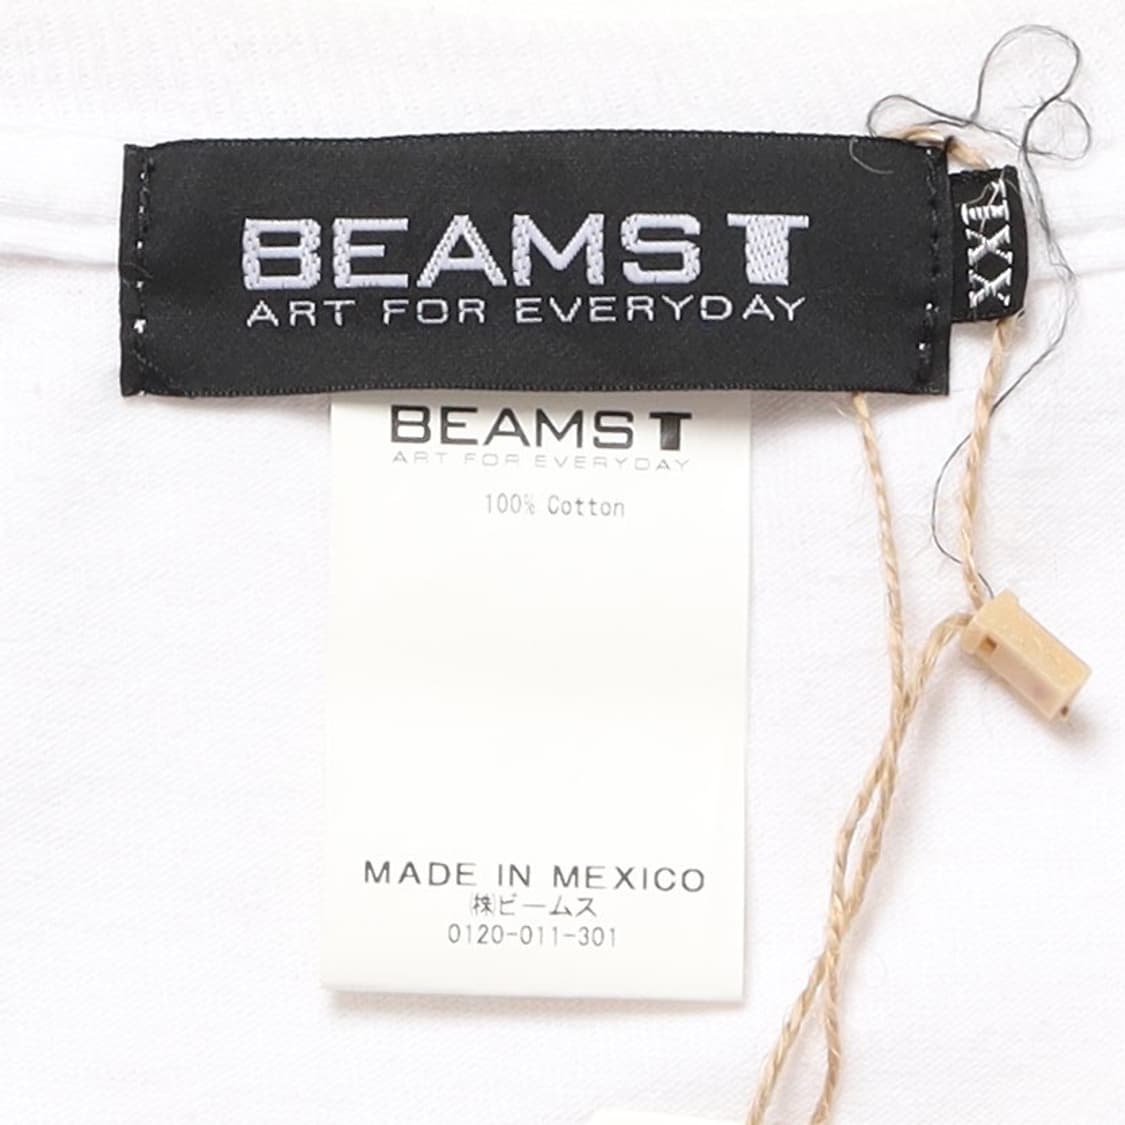 BEAMS T
ART FOR EVERYDAY
XXL
BEAMS T
ART FOR EVERYDAY
100% Cotton
MADE IN MEXICO
㈱ビームス
0120-011-301